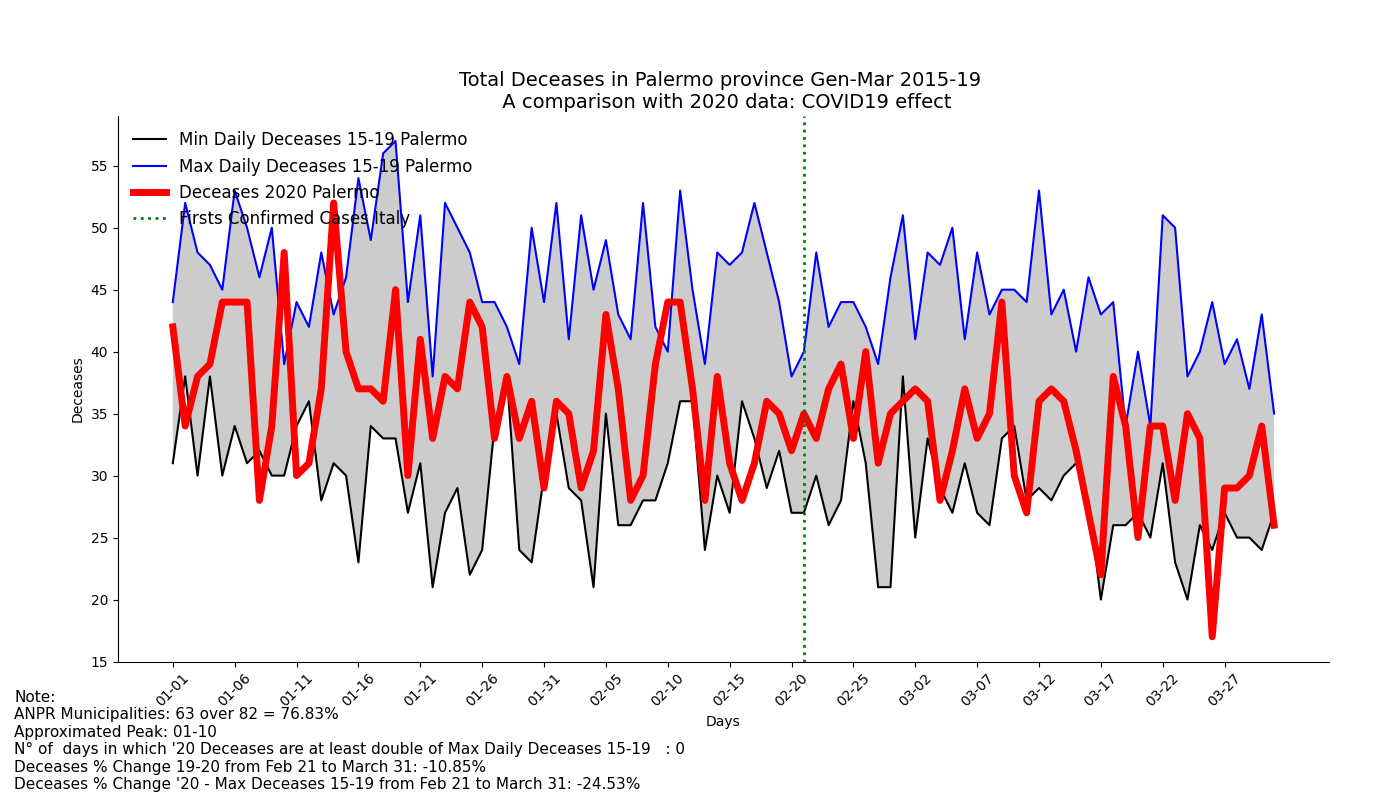 Total Deceases in Palermo province Gen-Mar 2015-19
A comparison with 2020 data: COVID19 effect
Min Daily Deceases 15-19 Palermo
Max Daily Deceases 15-19 Palermo
Deceases 2020 Palermo
Firsts Confirmed Cases Italy
55
50
45
40
35
30
25
20
15
Deceases
01-01
01-06
01-11
01-16
01-21
01-26
01-31
02-05
02-10
02-15
02-20
02-25
03-02
03-07
03-12
03-17
03-22
03-27
Days
Note:
ANPR Municipalities: 63 over 82 = 76.83%
Approximated Peak: 01-10
N° of  days in which '20 Deceases are at least double of Max Daily Deceases 15-19   : 0
Deceases % Change 19-20 from Feb 21 to March 31: -10.85%
Deceases % Change '20 - Max Deceases 15-19 from Feb 21 to March 31: -24.53%